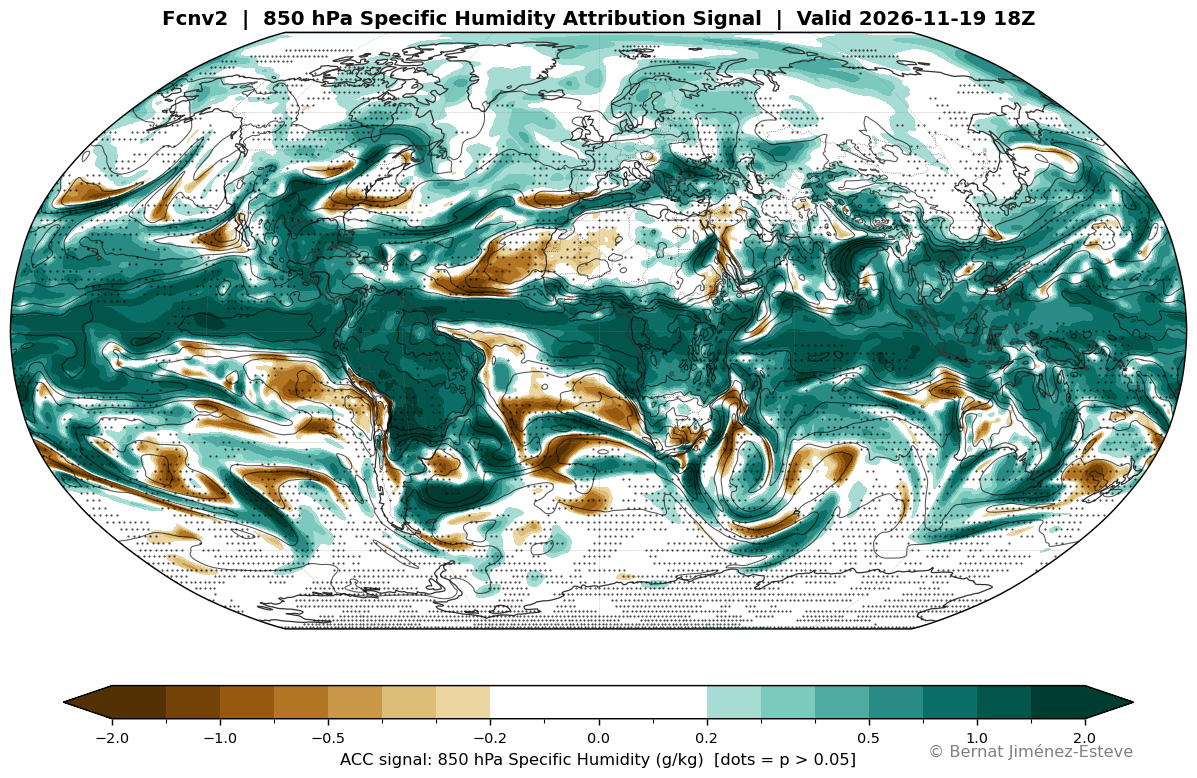 Fcnv2 | 850 hPa Specific Humidity Attribution Signal | Valid 2026-11-19 18Z
−2.0 −1.0 −0.5 −0.2 0.0 0.2 0.5 1.0 2.0
© Bernat Jiménez-Esteve
ACC signal: 850 hPa Specific Humidity (g/kg) [dots = p > 0.05]